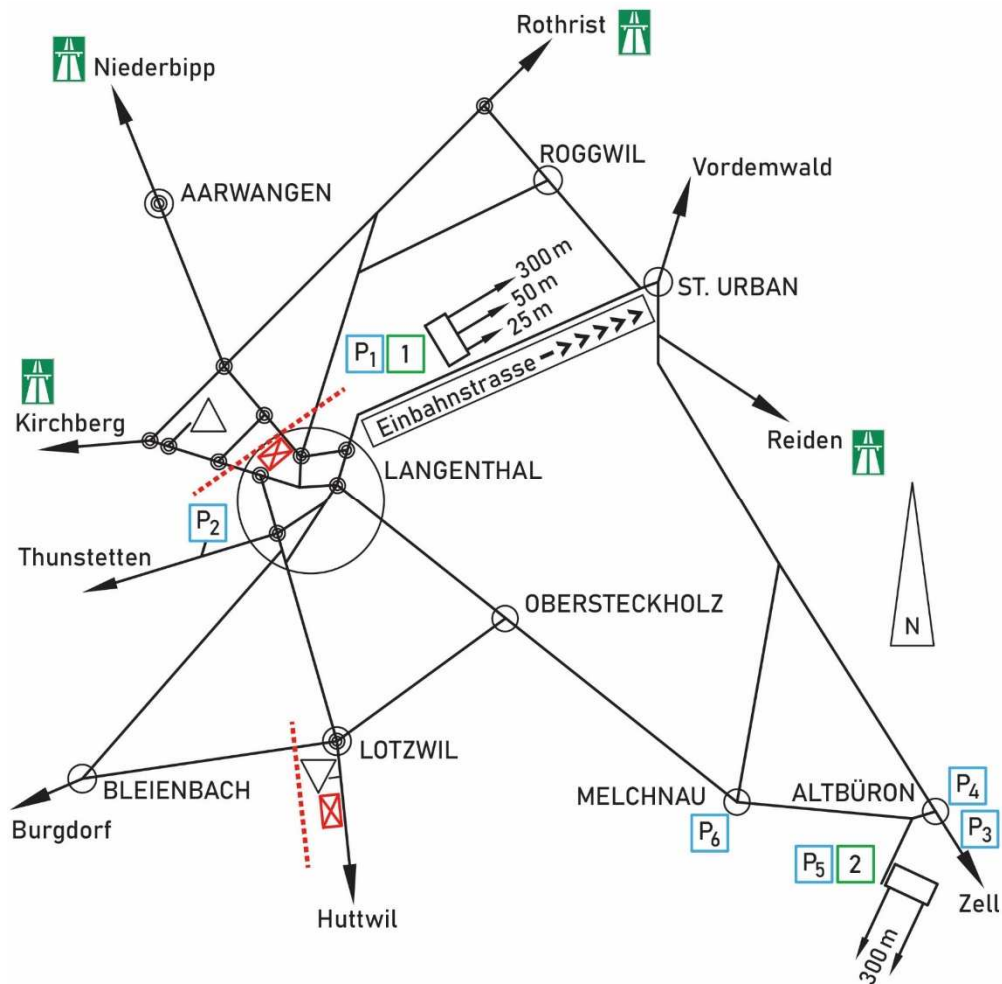 Rothrist
Niederbipp
ROGGWIL
Vordemwald
AARWANGEN
300 m
50 m
25 m
ST. URBAN
P1
1
Einbahnstrasse
Kirchberg
Reiden
LANGENTHAL
P2
Thunstetten
OBERSTECKHOLZ
N
LOTZWIL
BLEIENBACH
MELCHNAU
ALTBÜRON
P4
Burgdorf
P6
P3
P5
2
Huttwil
Zell
300 m